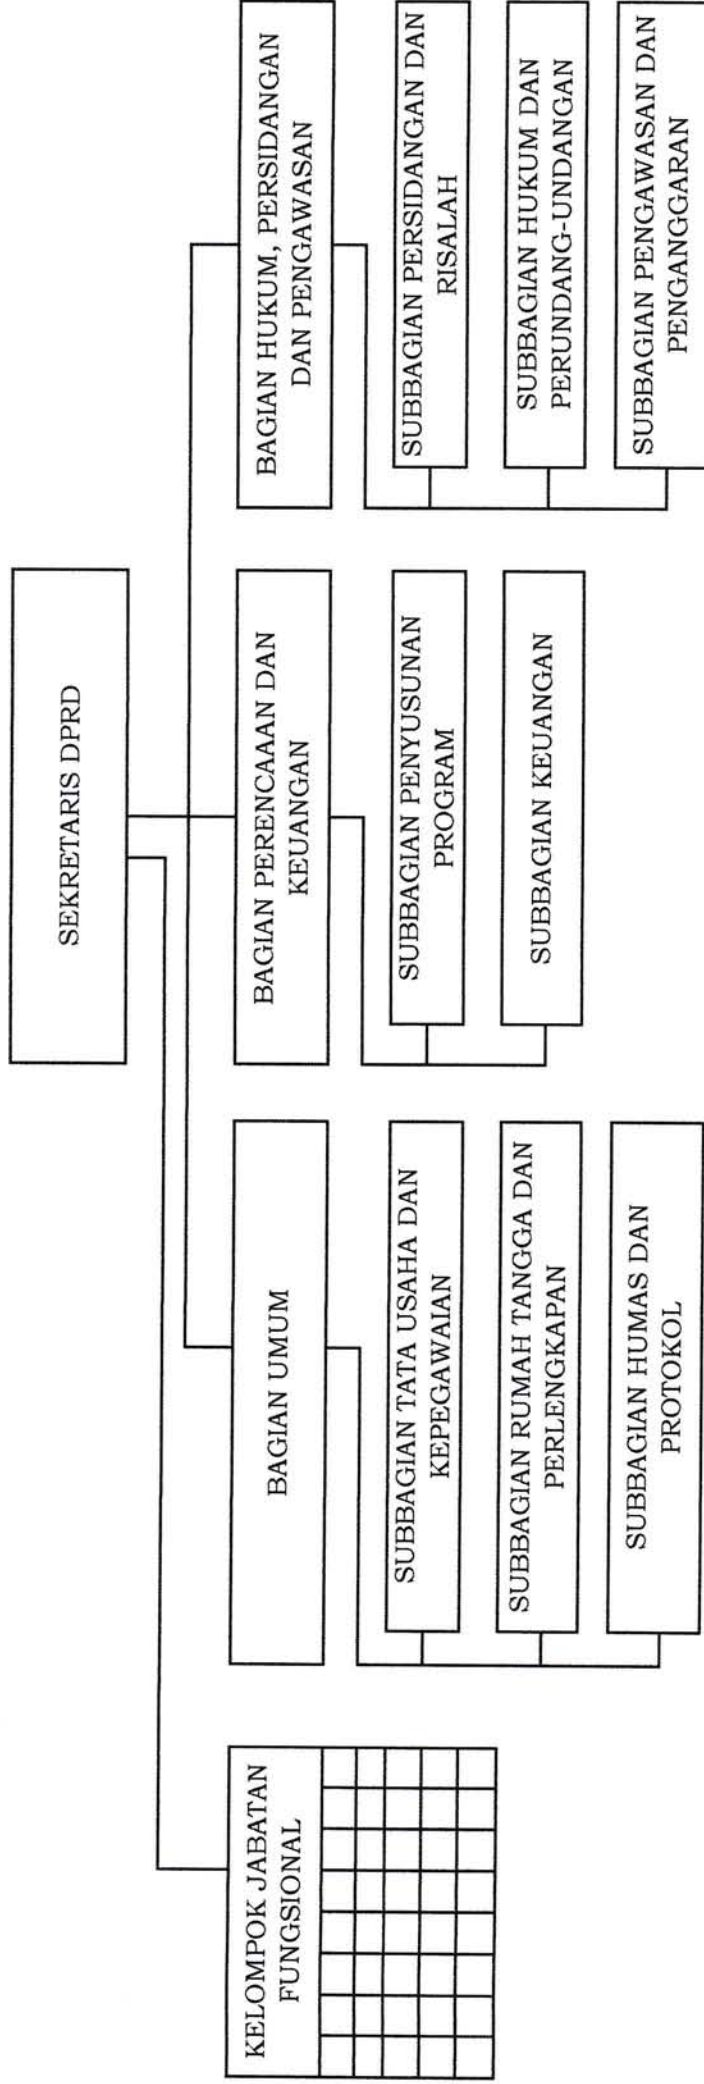 SEKRETARIS DPRD
KELOMPOK JABATAN
FUNGSIONAL
BAGIAN UMUM
SUBBAGIAN TATA USAHA DAN
KEPEGAWAIAN
SUBBAGIAN RUMAH TANGGA DAN
PERLENGKAPAN
SUBBAGIAN HUMAS DAN
PROTOKOL
BAGIAN PERENCAAAN DAN
KEUANGAN
SUBBAGIAN PENYUSUNAN
PROGRAM
SUBBAGIAN KEUANGAN
BAGIAN HUKUM, PERSIDANGAN
DAN PENGAWASAN
SUBBAGIAN PERSIDANGAN DAN
RISALAH
SUBBAGIAN HUKUM DAN
PERUNDANG-UNDANGAN
SUBBAGIAN PENGAWASAN DAN
PENGANGGARAN